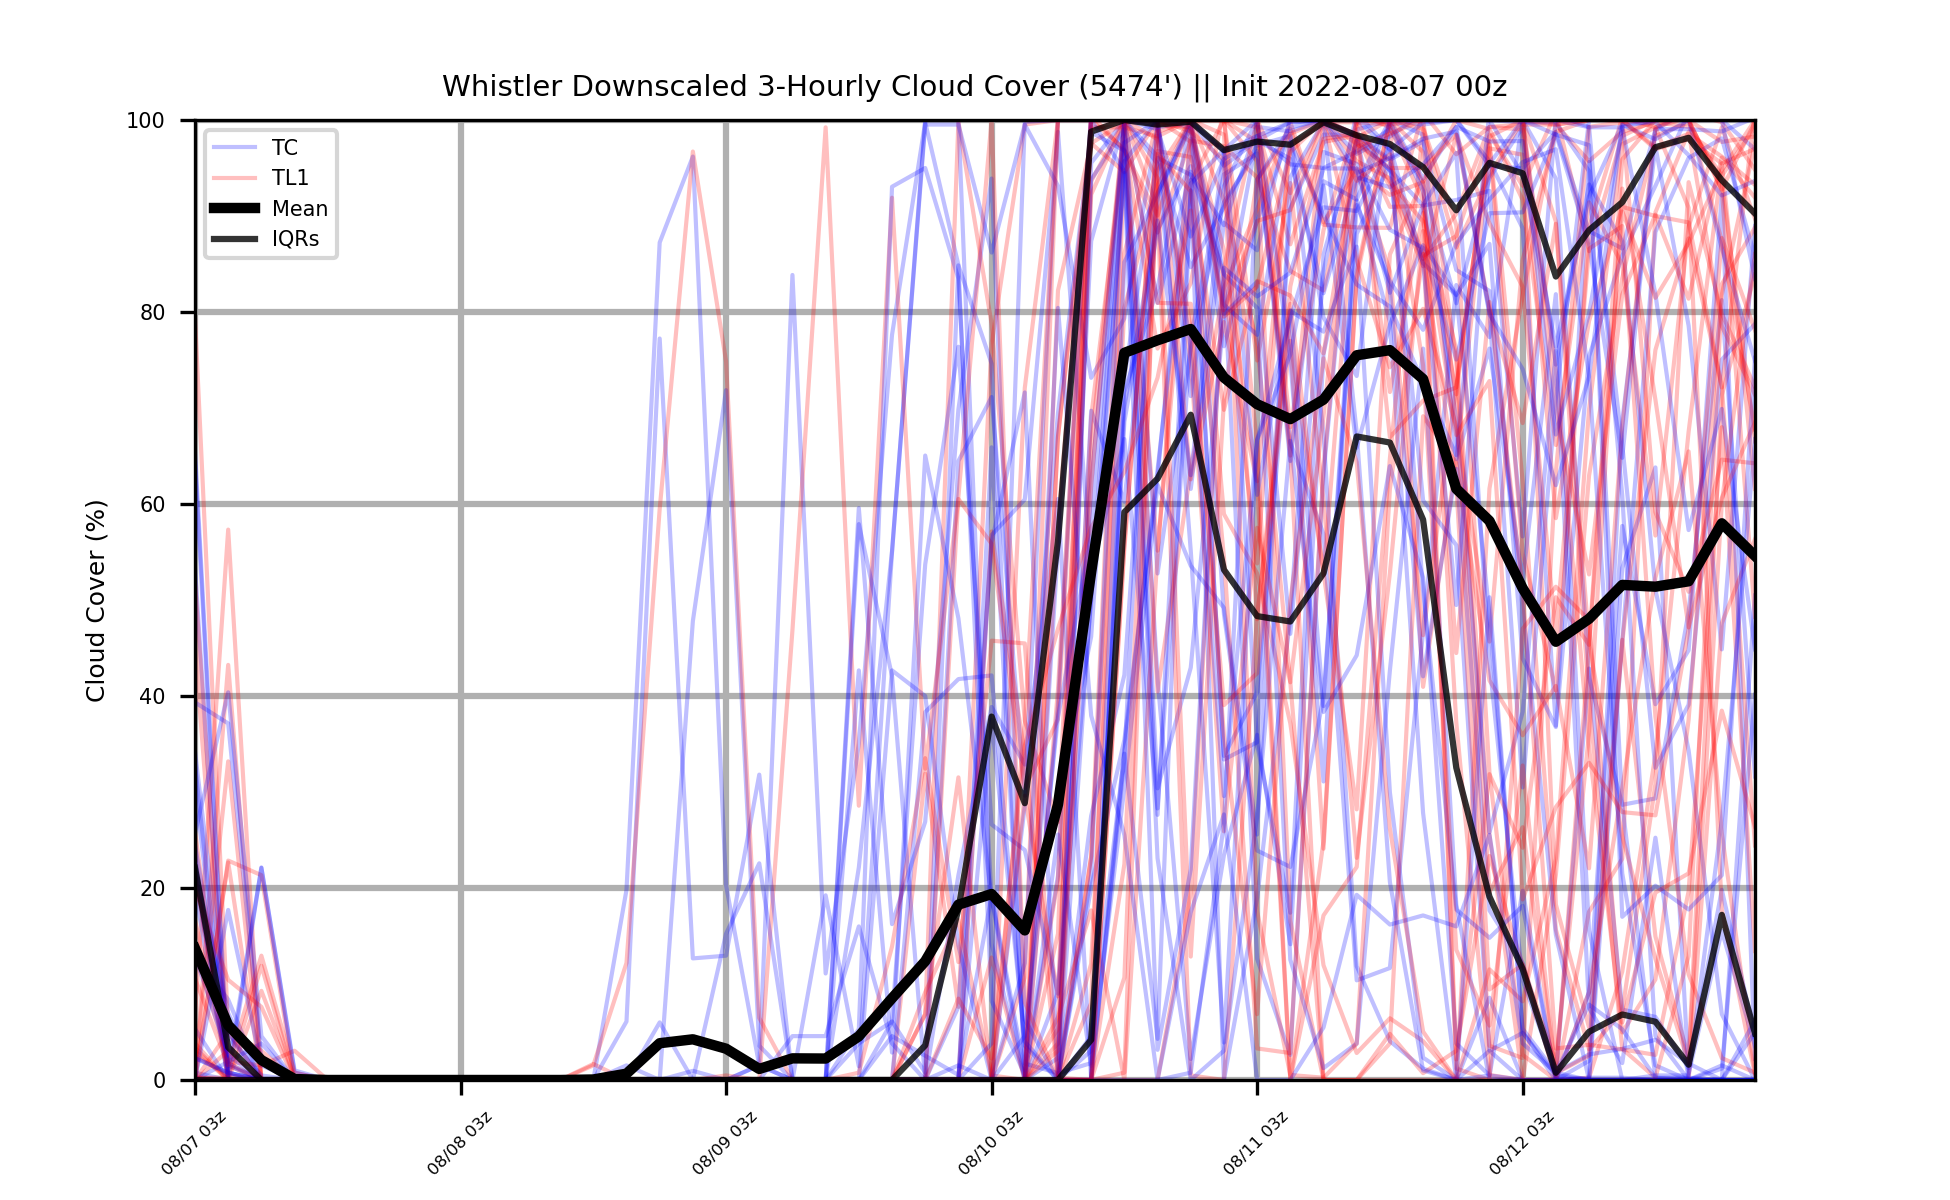 Whistler Downscaled 3-Hourly Cloud Cover (5474') || Init 2022-08-07 00z
100
80
60
40
20
0
Cloud Cover (%)
TC
TL1
Mean
IQRs
08/07 03z
08/08 03z
08/09 03z
08/10 03z
08/11 03z
08/12 03z